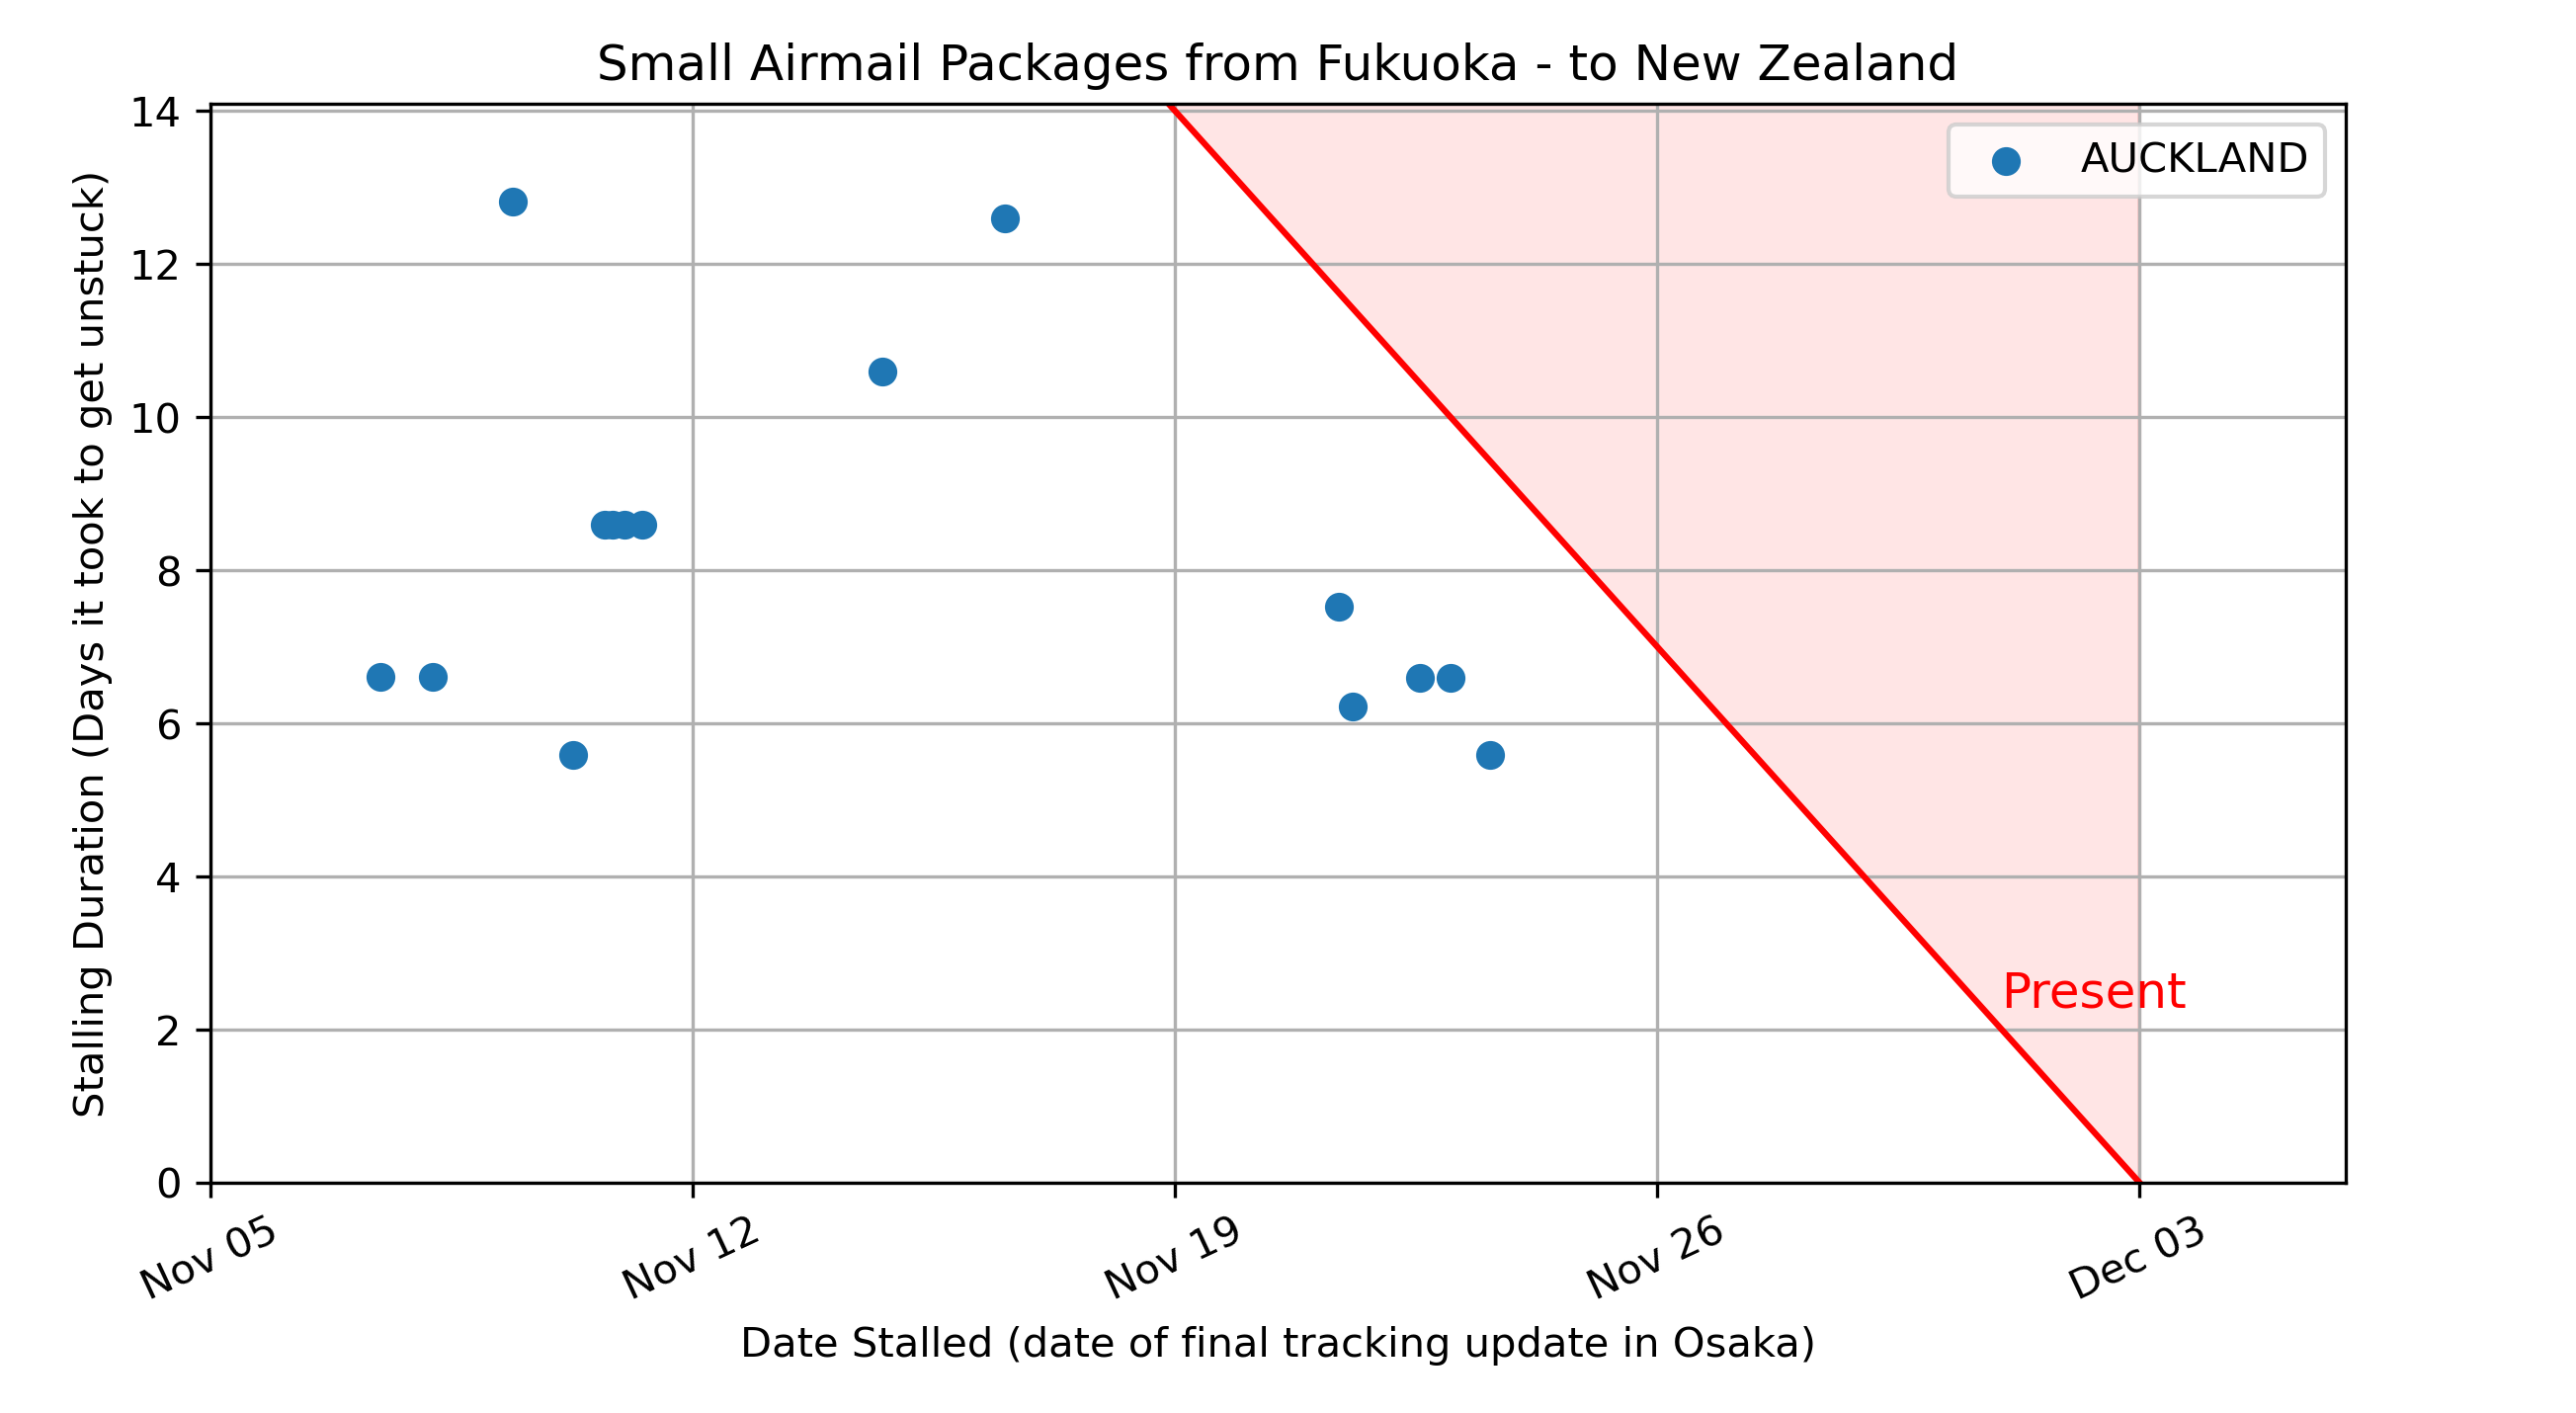 Small Airmail Packages from Fukuoka - to New Zealand
Stalling Duration (Days it took to get unstuck)
14
12
10
8
6
4
2
0
AUCKLAND
Present
Nov 05
Nov 12
Nov 19
Nov 26
Dec 03
Date Stalled (date of final tracking update in Osaka)